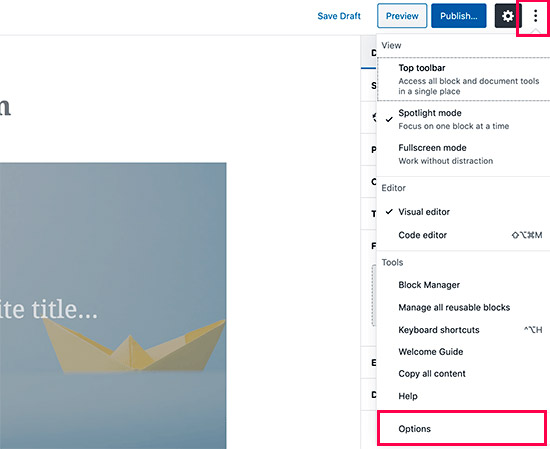 Save Draft
Preview
Publish...
View
Top toolbar
Access all block and document tools
in a single place
Spotlight mode
Focus on one block at a time
Fullscreen mode
Work without distraction
Editor
Visual editor
Code editor ⇧⌥⌘M
Tools
Block Manager
Manage all reusable blocks
Keyboard shortcuts ⌃⌥H
Welcome Guide
Copy all content
Help
Options
title...